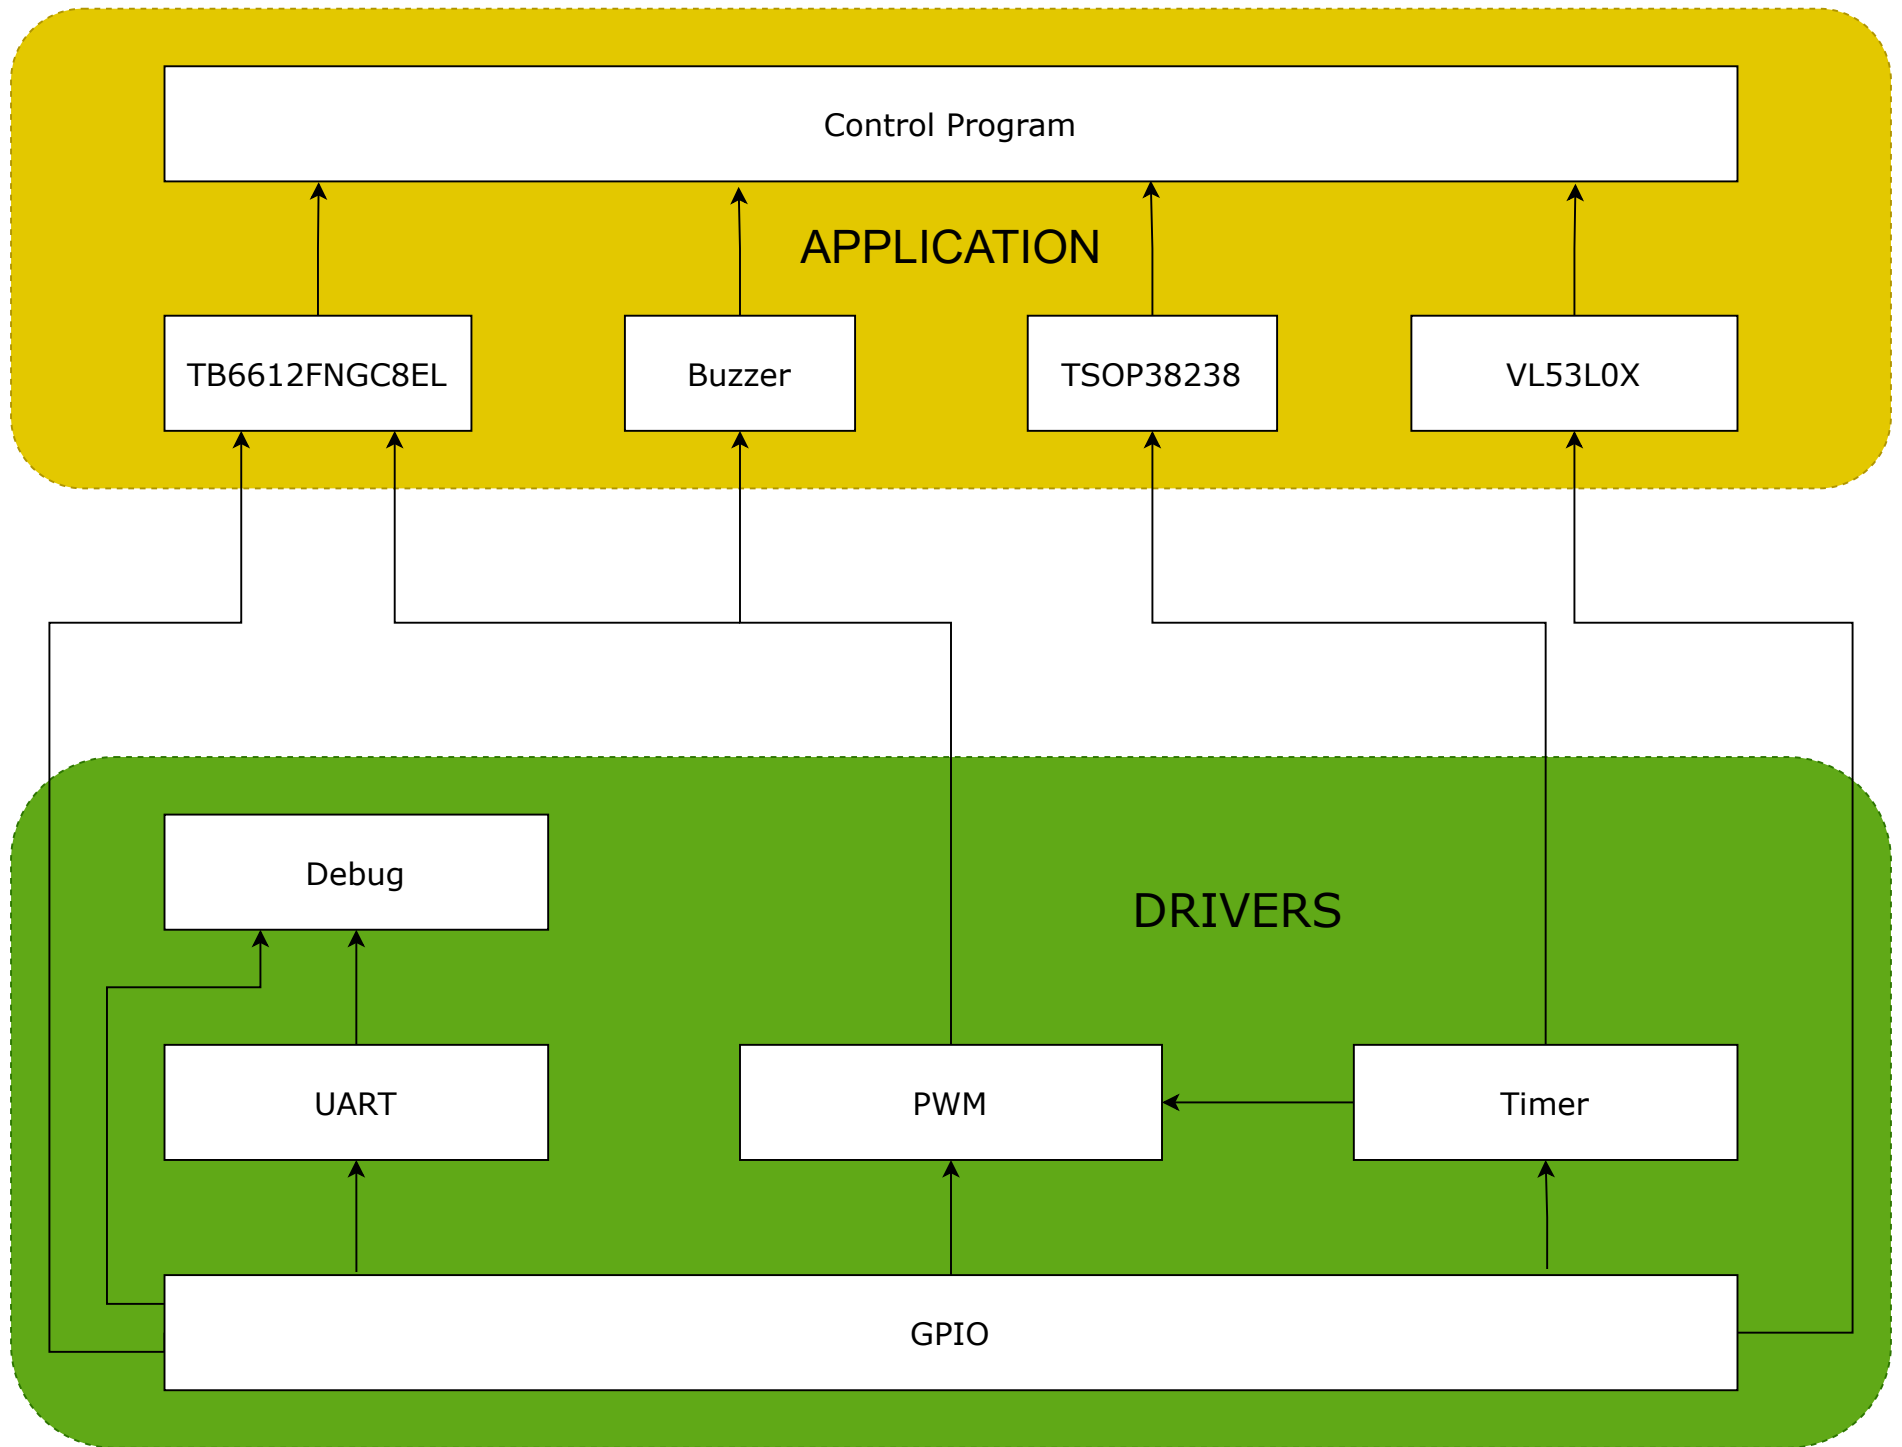 Control Program
APPLICATION
TB6612FNGC8EL
Buzzer
TSOP38238
VL53L0X
Debug
DRIVERS
UART
PWM
Timer
GPIO